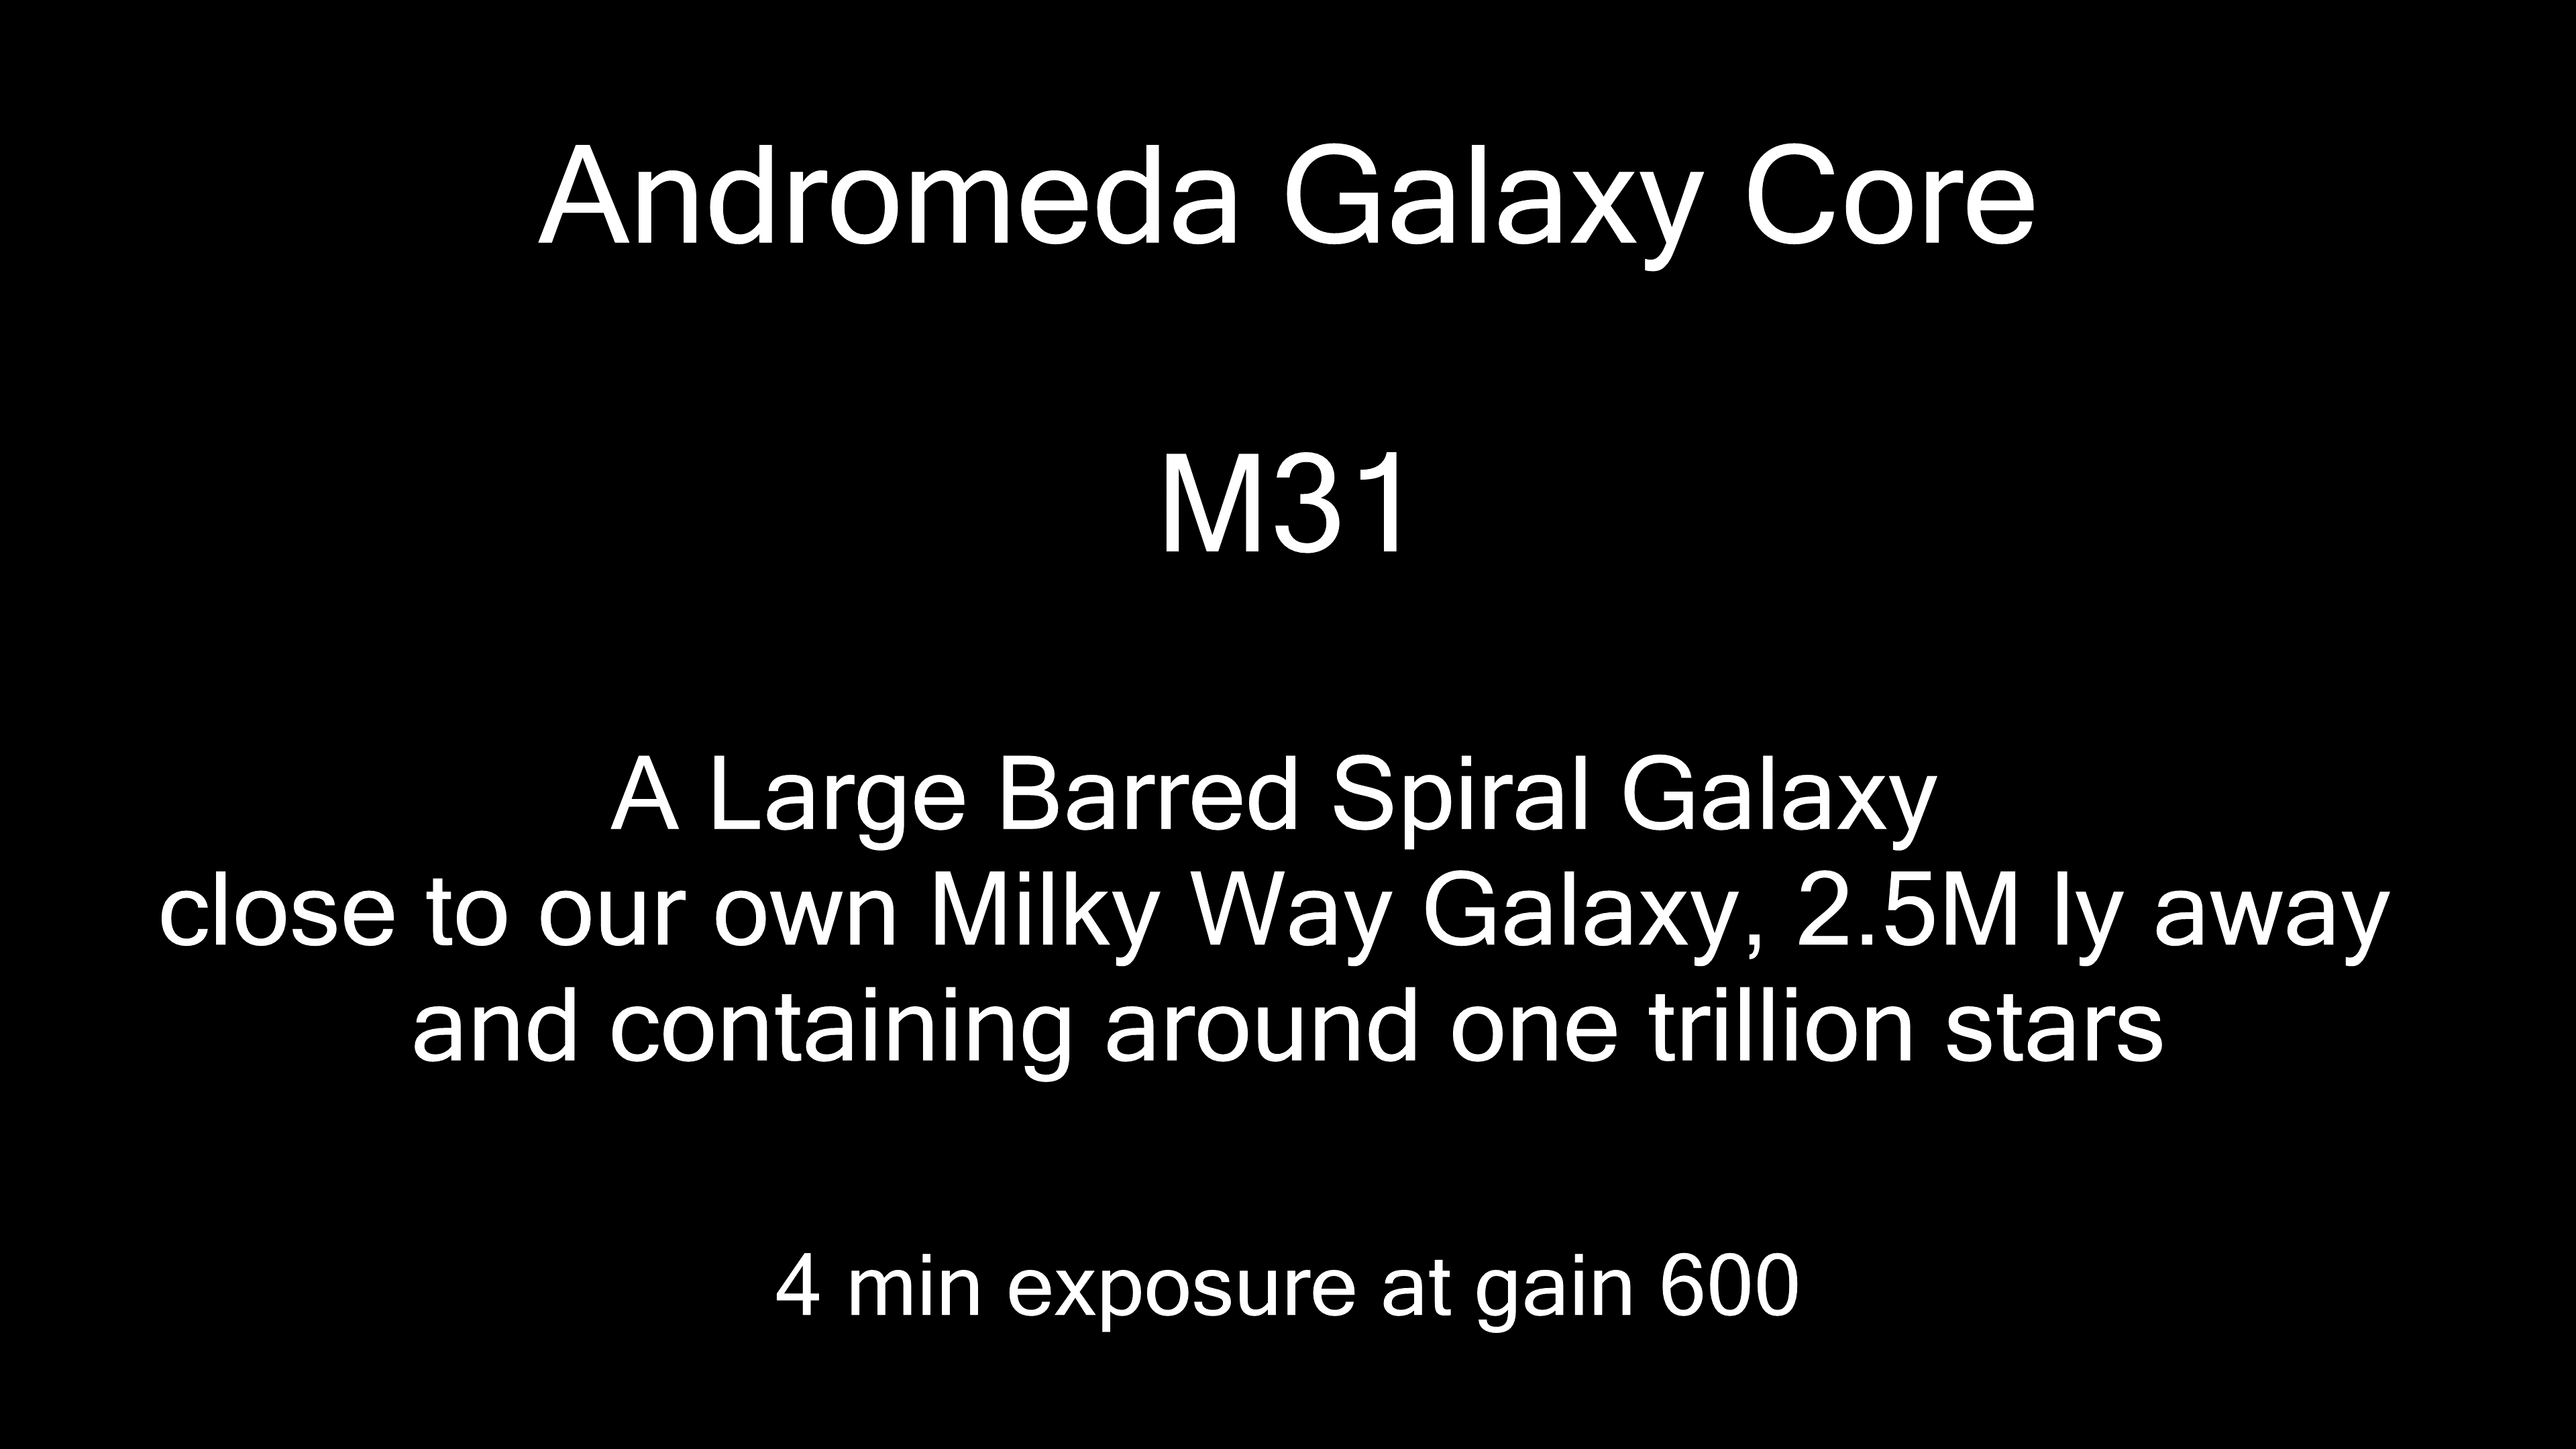 Andromeda Galaxy Core
M31
A Large Barred Spiral Galaxy
close to our own Milky Way Galaxy, 2.5M ly away
and containing around one trillion stars
4 min exposure at gain 600